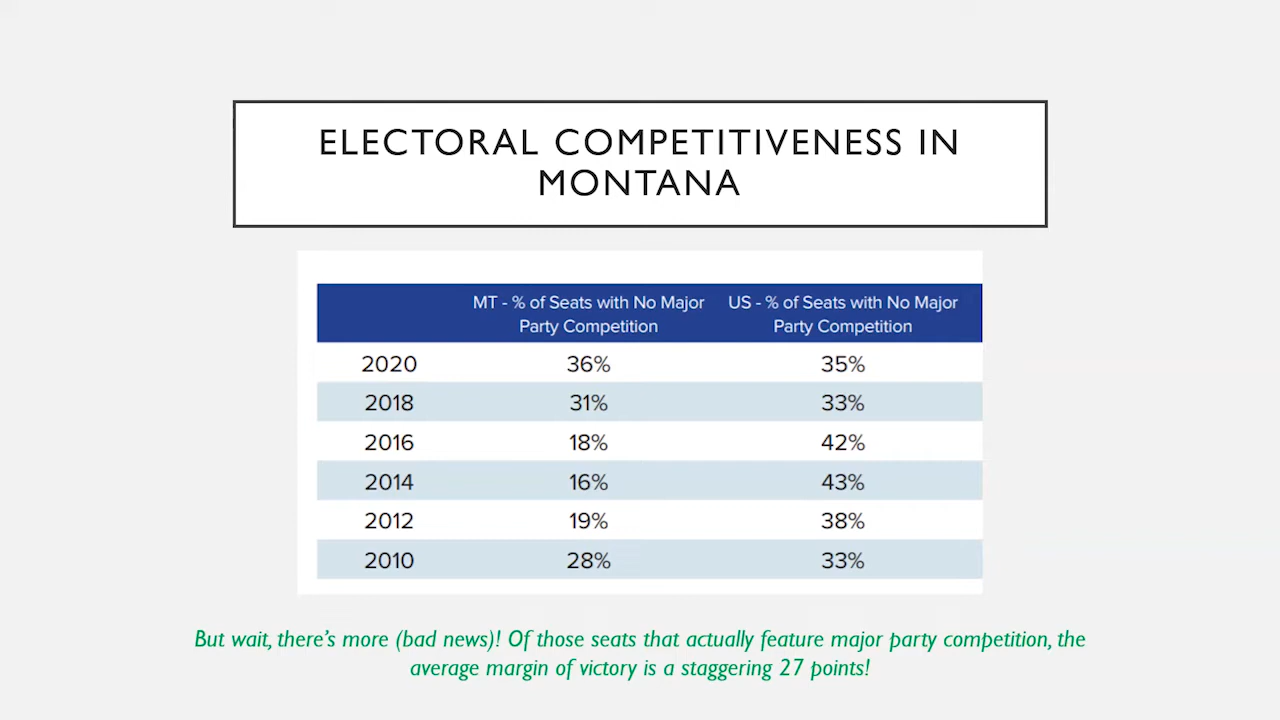 ELECTORAL COMPETITIVENESS IN
MONTANA
MT - % of Seats with No Major Party Competition US - % of Seats with No Major Party Competition
2020 36% 35%
2018 31% 33%
2016 18% 42%
2014 16% 43%
2012 19% 38%
2010 28% 33%
But wait, there's more (bad news)! Of those seats that actually feature major party competition, the
average margin of victory is a staggering 27 points!